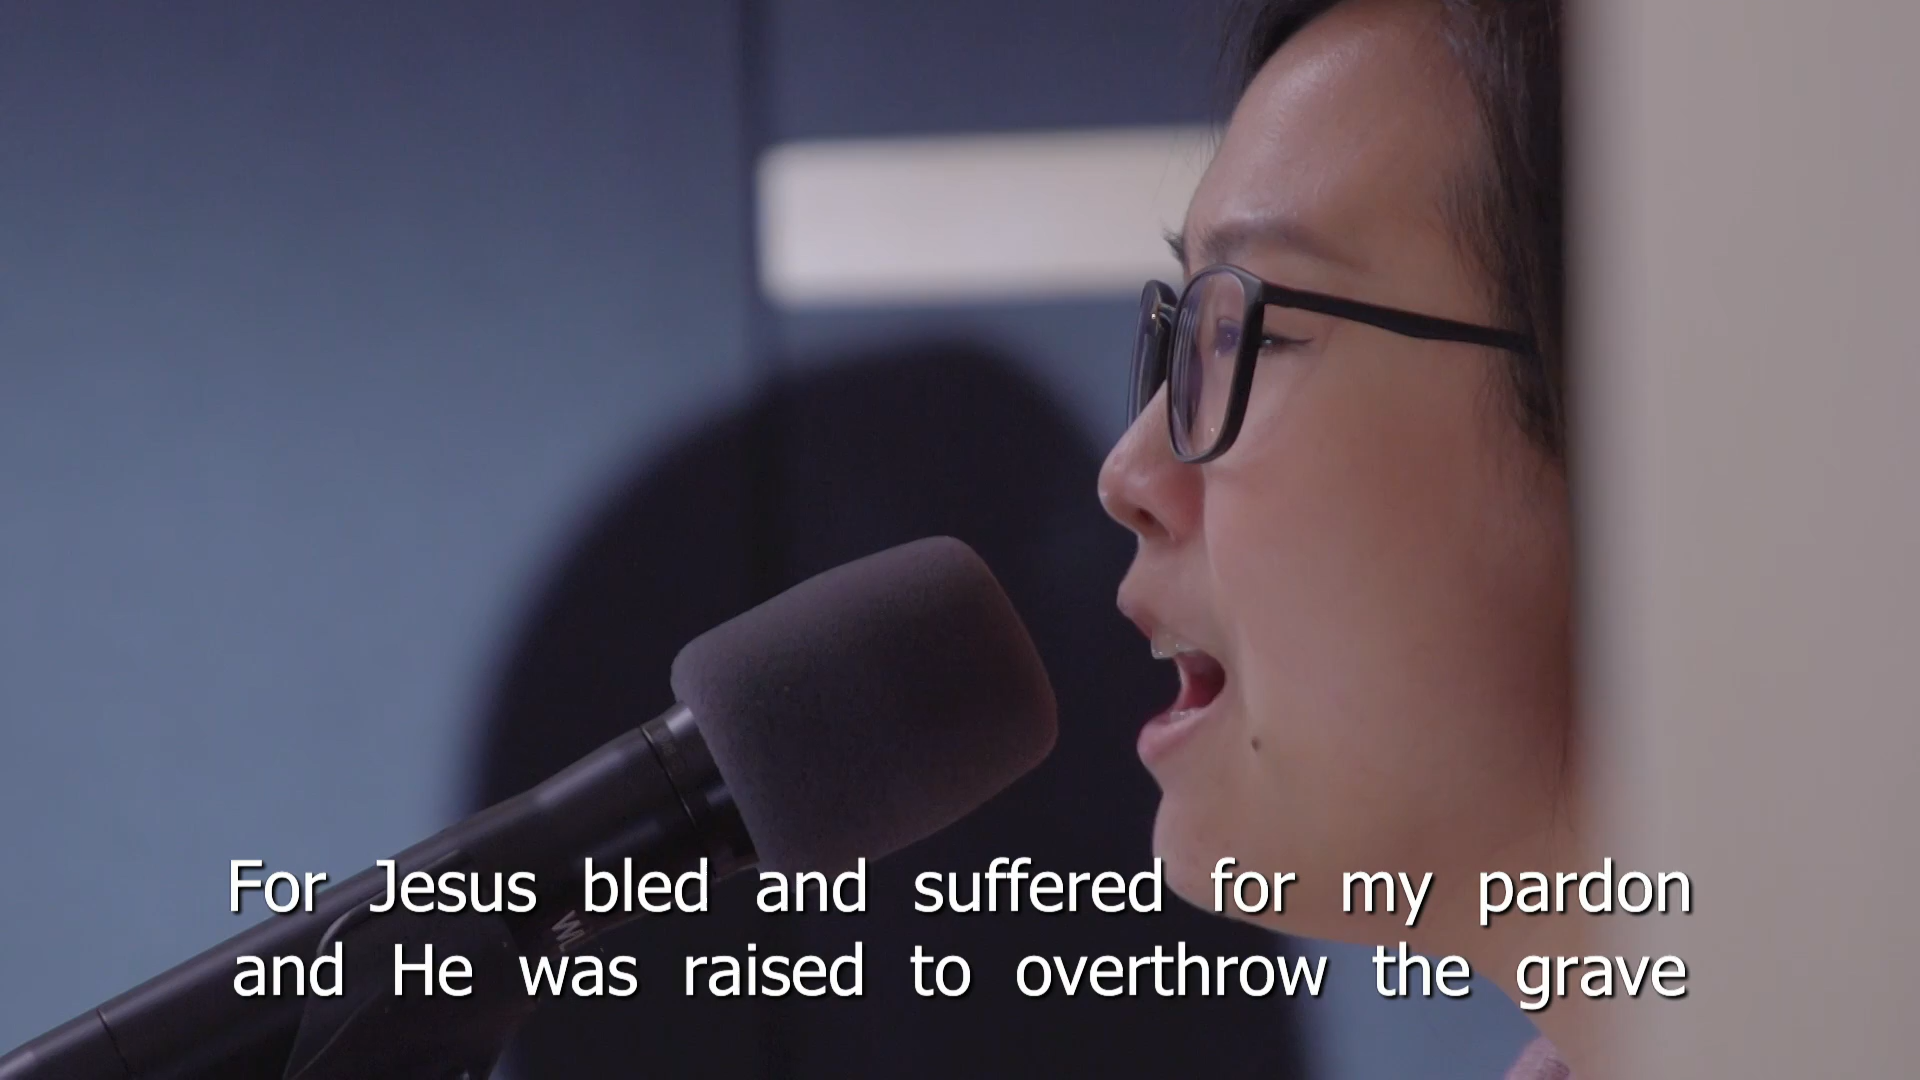 For Jesus bled and suffered for my pardon
and He was raised to overthrow the grave